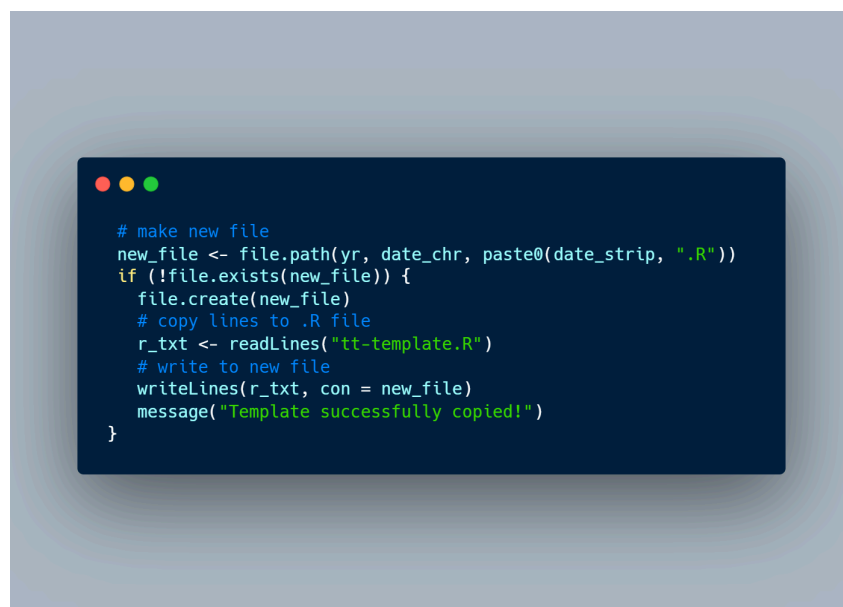 # make new file
new_file <- file.path(yr, date_chr, paste0(date_strip, ".R"))
if (!file.exists(new_file)) {
  file.create(new_file)
  # copy lines to .R file
  r_txt <- readLines("tt-template.R")
  # write to new file
  writeLines(r_txt, con = new_file)
  message("Template successfully copied!")
}